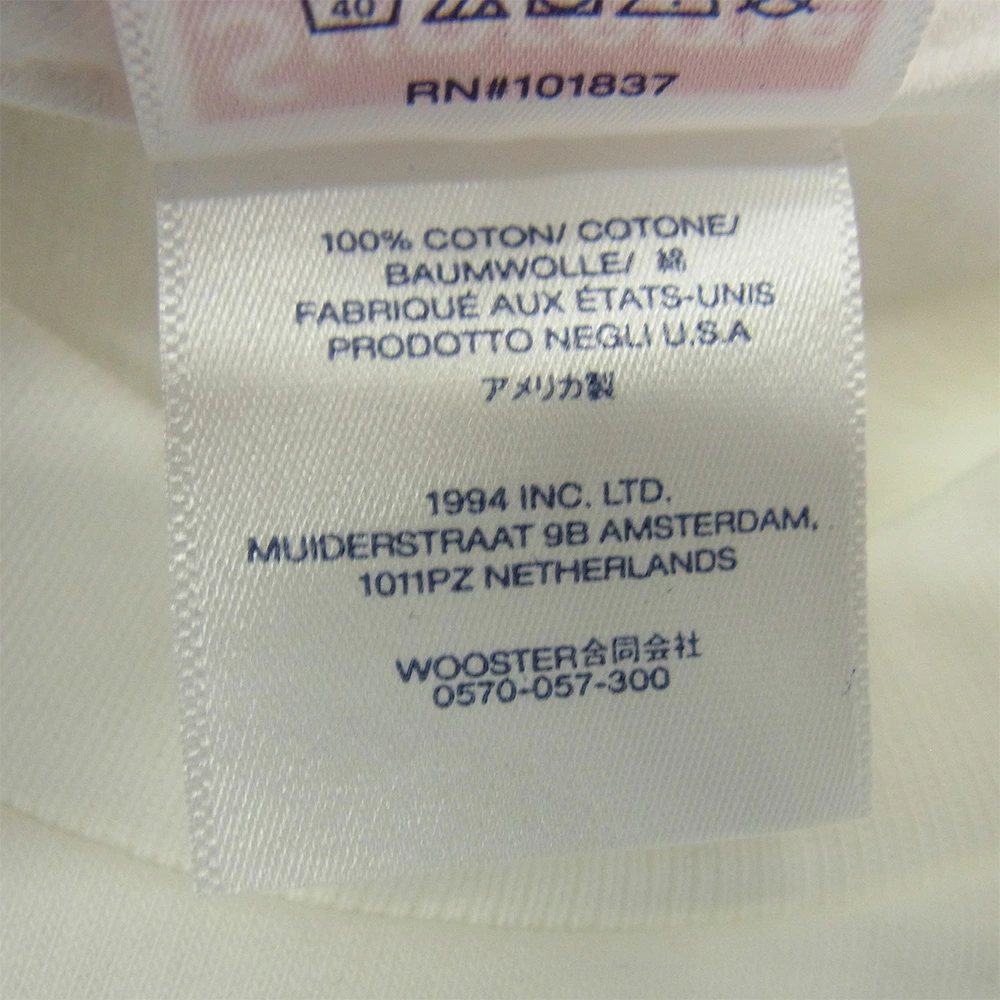 40
RN#101837
100% COTON/ COTONE/
BAUMWOLLE/ 綿
FABRIQUÉ AUX ÉTATS-UNIS
PRODOTTO NEGLI U.S.A
アメリカ製
1994 INC. LTD.
MUIDERSTRAAT 9B AMSTERDAM,
1011PZ NETHERLANDS
WOOSTER合同会社
0570-057-300